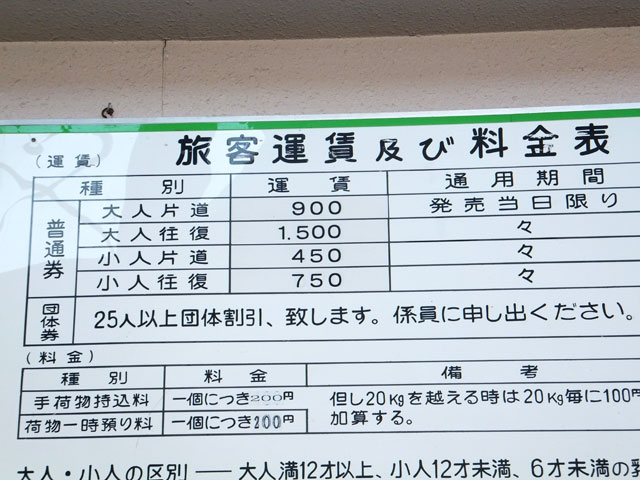 旅客運賃及び料金表
(運賃)
種別 運賃 通用期間
普通券
大人片道 900 発売当日限り
大人往復 1.500 々
小人片道 450 々
小人往復 750 々
団体券 25人以上団体割引、致します。係員に申し出ください。
(料金)
種別 料金 備考
手荷物持込料 一個につき200円 但し20Kgを越える時は20Kg毎に100円
荷物一時預り料 一個につき200円 加算する。
大人・小人の区別 ── 大人満12才以上、小人12才未満、6才未満の